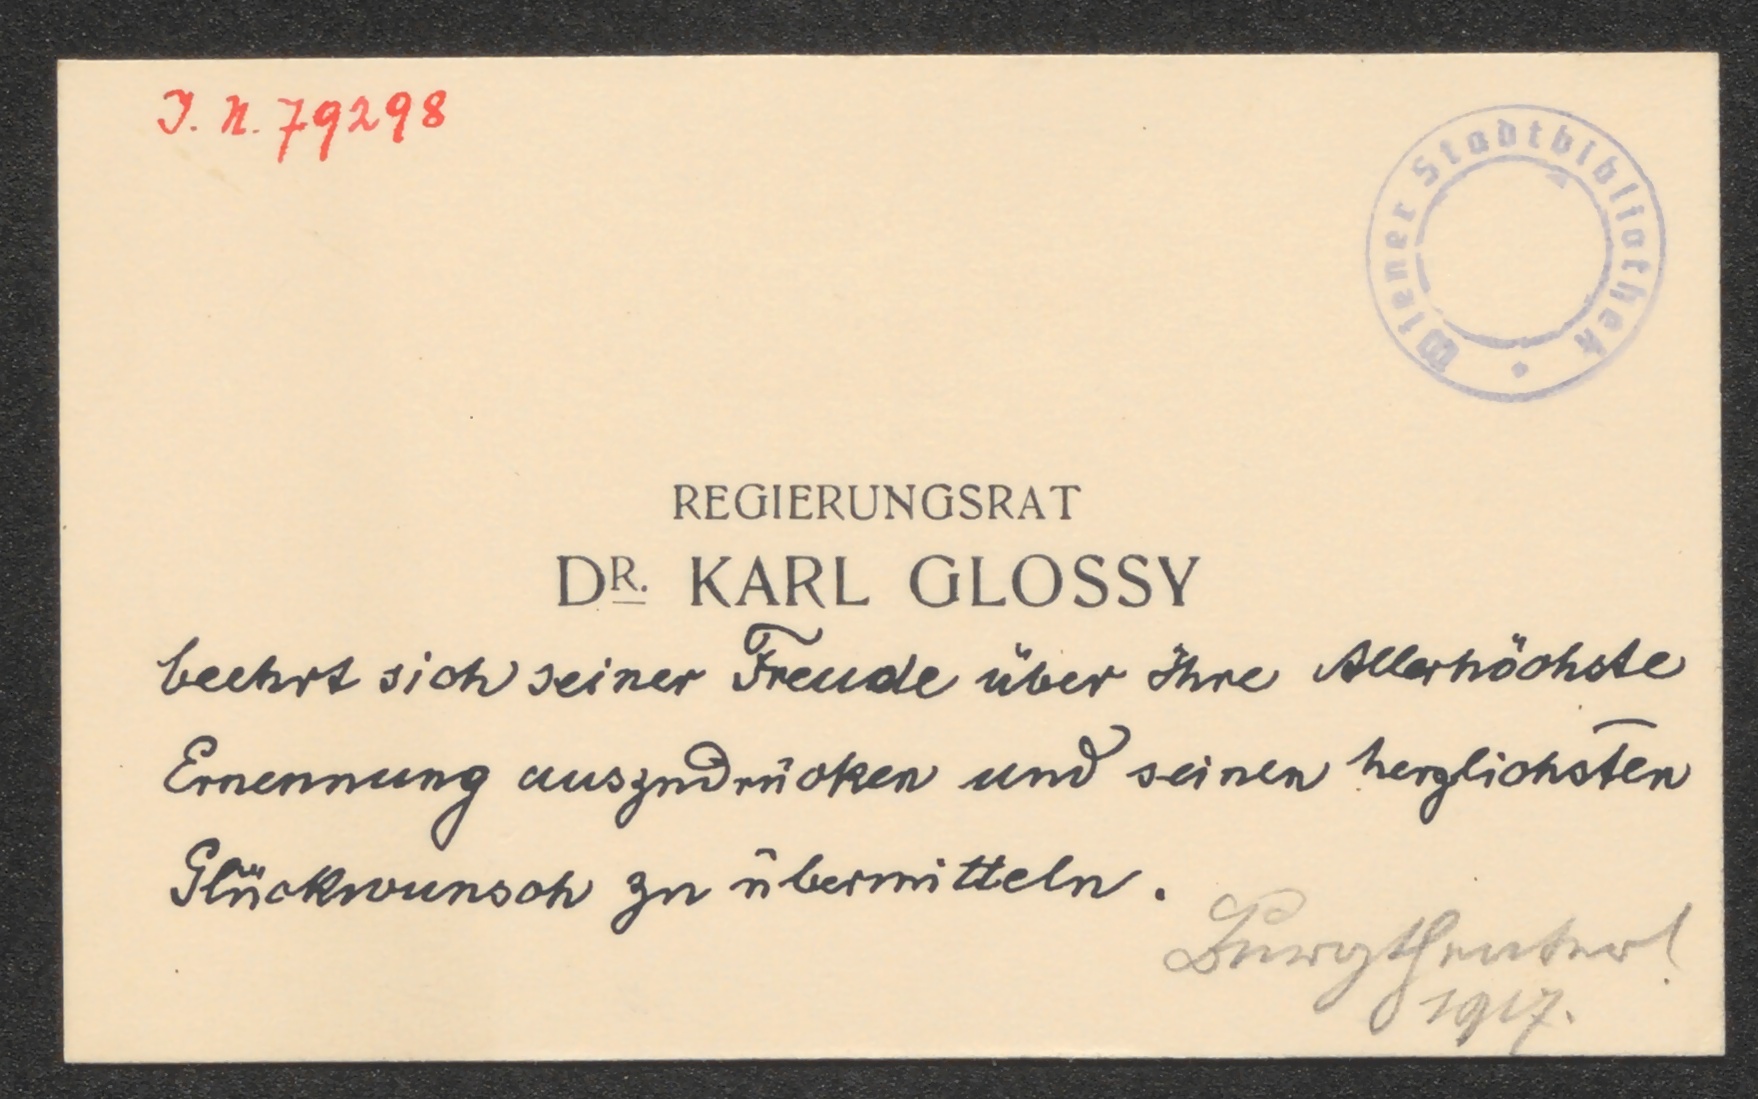 J. N. 79298
Wiener Stadtbibliothek
REGIERUNGSRAT
DR. KARL GLOSSY
beehrt sich seiner Freude über Ihre Allerhöchste
Ernennung auszudrücken und seinen herzlichsten
Glückwunsch zu übermitteln.
Burgtheater!
1917.